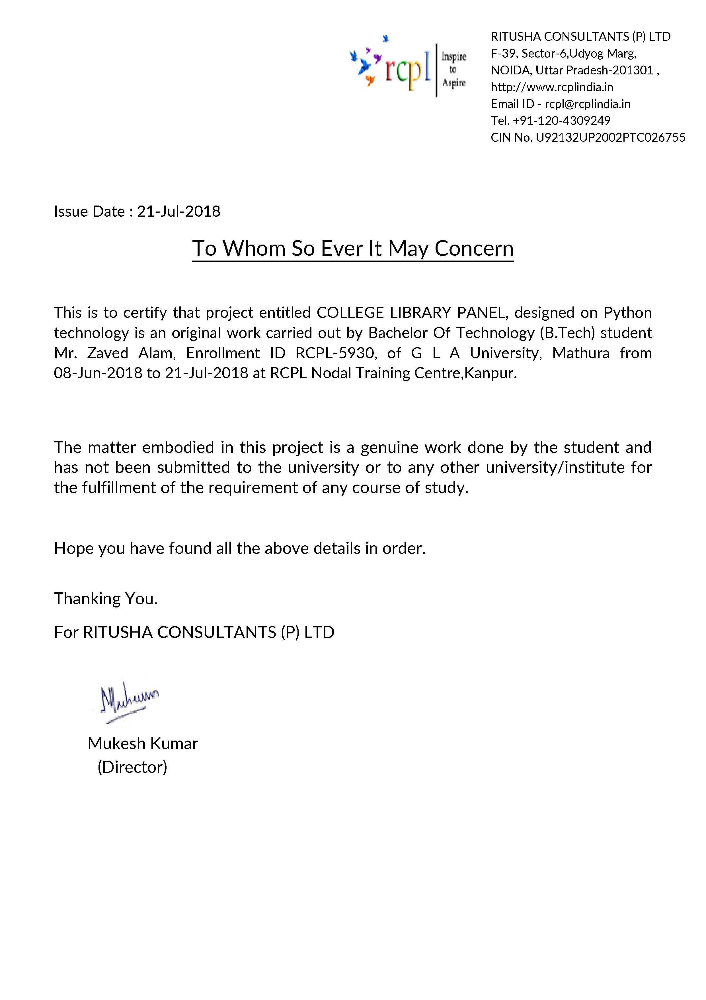 rcpl
Inspire
to
Aspire
RITUSHA CONSULTANTS (P) LTD
F-39, Sector-6,Udyog Marg,
NOIDA, Uttar Pradesh-201301 ,
http://www.rcplindia.in
Email ID - rcpl@rcplindia.in
Tel. +91-120-4309249
CIN No. U92132UP2002PTC026755
Issue Date : 21-Jul-2018
To Whom So Ever It May Concern
This is to certify that project entitled COLLEGE LIBRARY PANEL, designed on Python
technology is an original work carried out by Bachelor Of Technology (B.Tech) student
Mr. Zaved Alam, Enrollment ID RCPL-5930, of G L A University, Mathura from
08-Jun-2018 to 21-Jul-2018 at RCPL Nodal Training Centre,Kanpur.
The matter embodied in this project is a genuine work done by the student and
has not been submitted to the university or to any other university/institute for
the fulfillment of the requirement of any course of study.
Hope you have found all the above details in order.
Thanking You.
For RITUSHA CONSULTANTS (P) LTD
Mukesh Kumar
(Director)